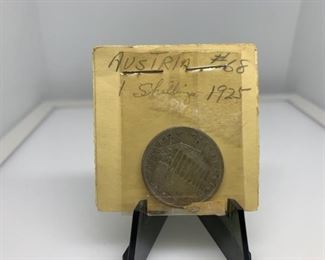 AUSTRIA #68
1 Shilling 1925